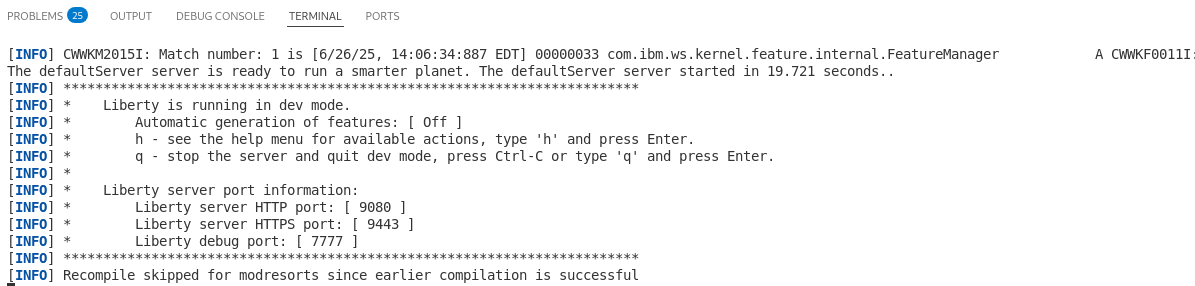 PROBLEMS 25 OUTPUT DEBUG CONSOLE TERMINAL PORTS
[INFO] CWWKM2015I: Match number: 1 is [6/26/25, 14:06:34:887 EDT] 00000033 com.ibm.ws.kernel.feature.internal.FeatureManager            A CWWKF0011I:
The defaultServer server is ready to run a smarter planet. The defaultServer server started in 19.721 seconds..
[INFO] ************************************************************************
[INFO] *    Liberty is running in dev mode.
[INFO] *        Automatic generation of features: [ Off ]
[INFO] *        h - see the help menu for available actions, type 'h' and press Enter.
[INFO] *        q - stop the server and quit dev mode, press Ctrl-C or type 'q' and press Enter.
[INFO] *
[INFO] *    Liberty server port information:
[INFO] *        Liberty server HTTP port: [ 9080 ]
[INFO] *        Liberty server HTTPS port: [ 9443 ]
[INFO] *        Liberty debug port: [ 7777 ]
[INFO] ************************************************************************
[INFO] Recompile skipped for modresorts since earlier compilation is successful